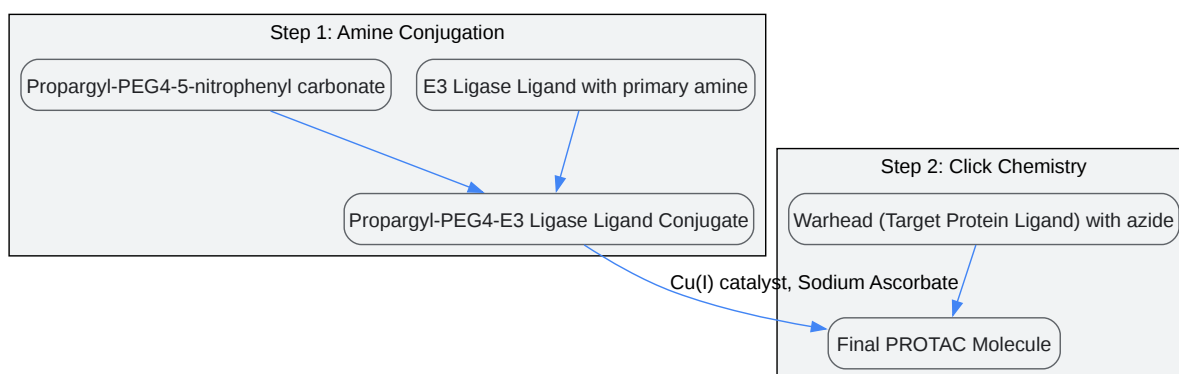 Step 1: Amine Conjugation
Propargyl-PEG4-5-nitrophenyl carbonate
E3 Ligase Ligand with primary amine
Propargyl-PEG4-E3 Ligase Ligand Conjugate
Step 2: Click Chemistry
Warhead (Target Protein Ligand) with azide
Cu(I) catalyst, Sodium Ascorbate
Final PROTAC Molecule